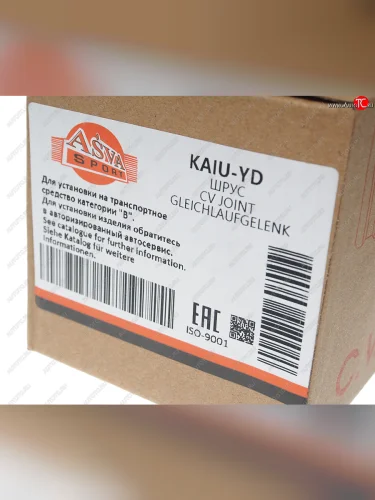 ASVA
SPORT
KAIU-YD
ШРУС
CV JOINT
GLEICHLAUFGELENK
Для установки на транспортное
средство категории "B".
Для установки изделия обратитесь
в авторизированный автосервис.
See catalogue for further information.
Siehe Katalog für weitere
informationen.
EAC
ISO-9001